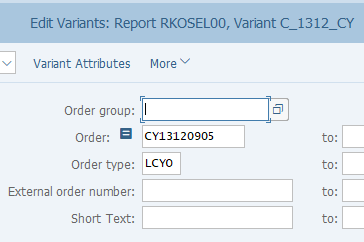 Edit Variants: Report RKOSEL00, Variant C_1312_CY
Variant Attributes More
Order group:
Order: CY13120905 to:
Order type: LCY0 to:
External order number: to:
Short Text: to: